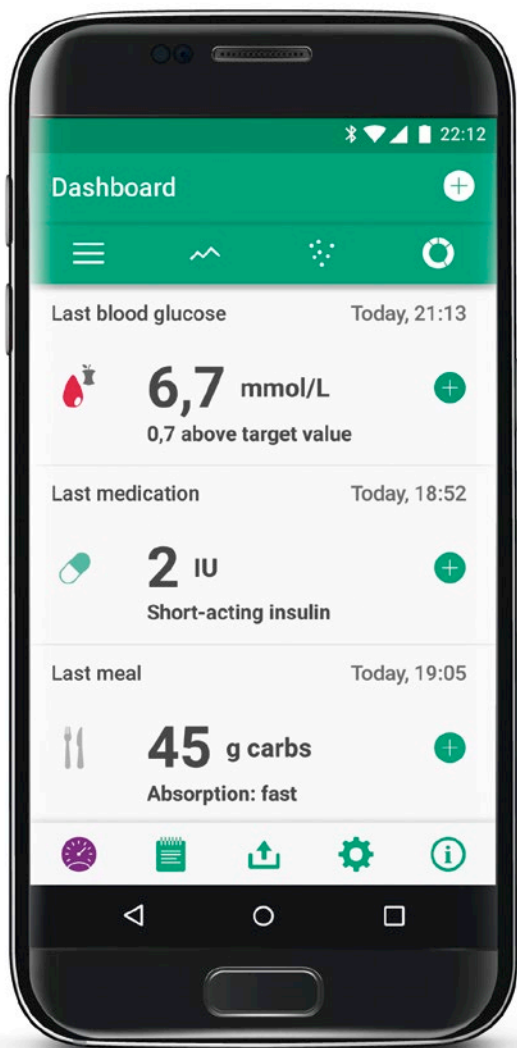 22:12
Dashboard
Last blood glucose Today, 21:13
6,7 mmol/L
0,7 above target value
Last medication Today, 18:52
2 IU
Short-acting insulin
Last meal Today, 19:05
45 g carbs
Absorption: fast